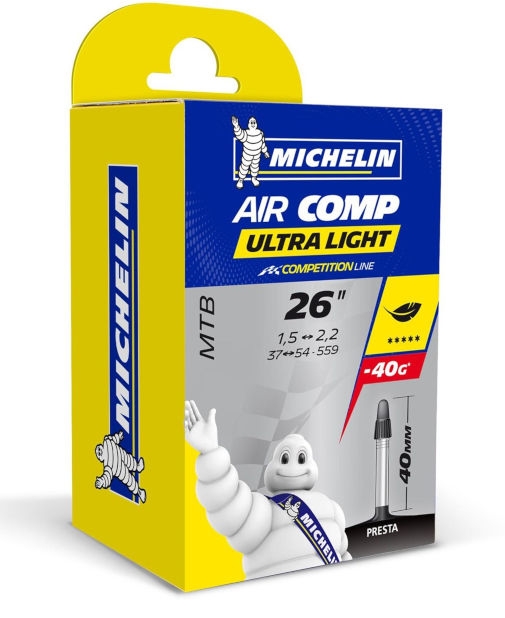 MICHELIN
MICHELIN
AIR COMP
ULTRA LIGHT
COMPETITION LINE
MTB
26"
1,5 ↔ 2,2
37↔54 - 559
*****
-40G*
40MM
MICHELIN
PRESTA